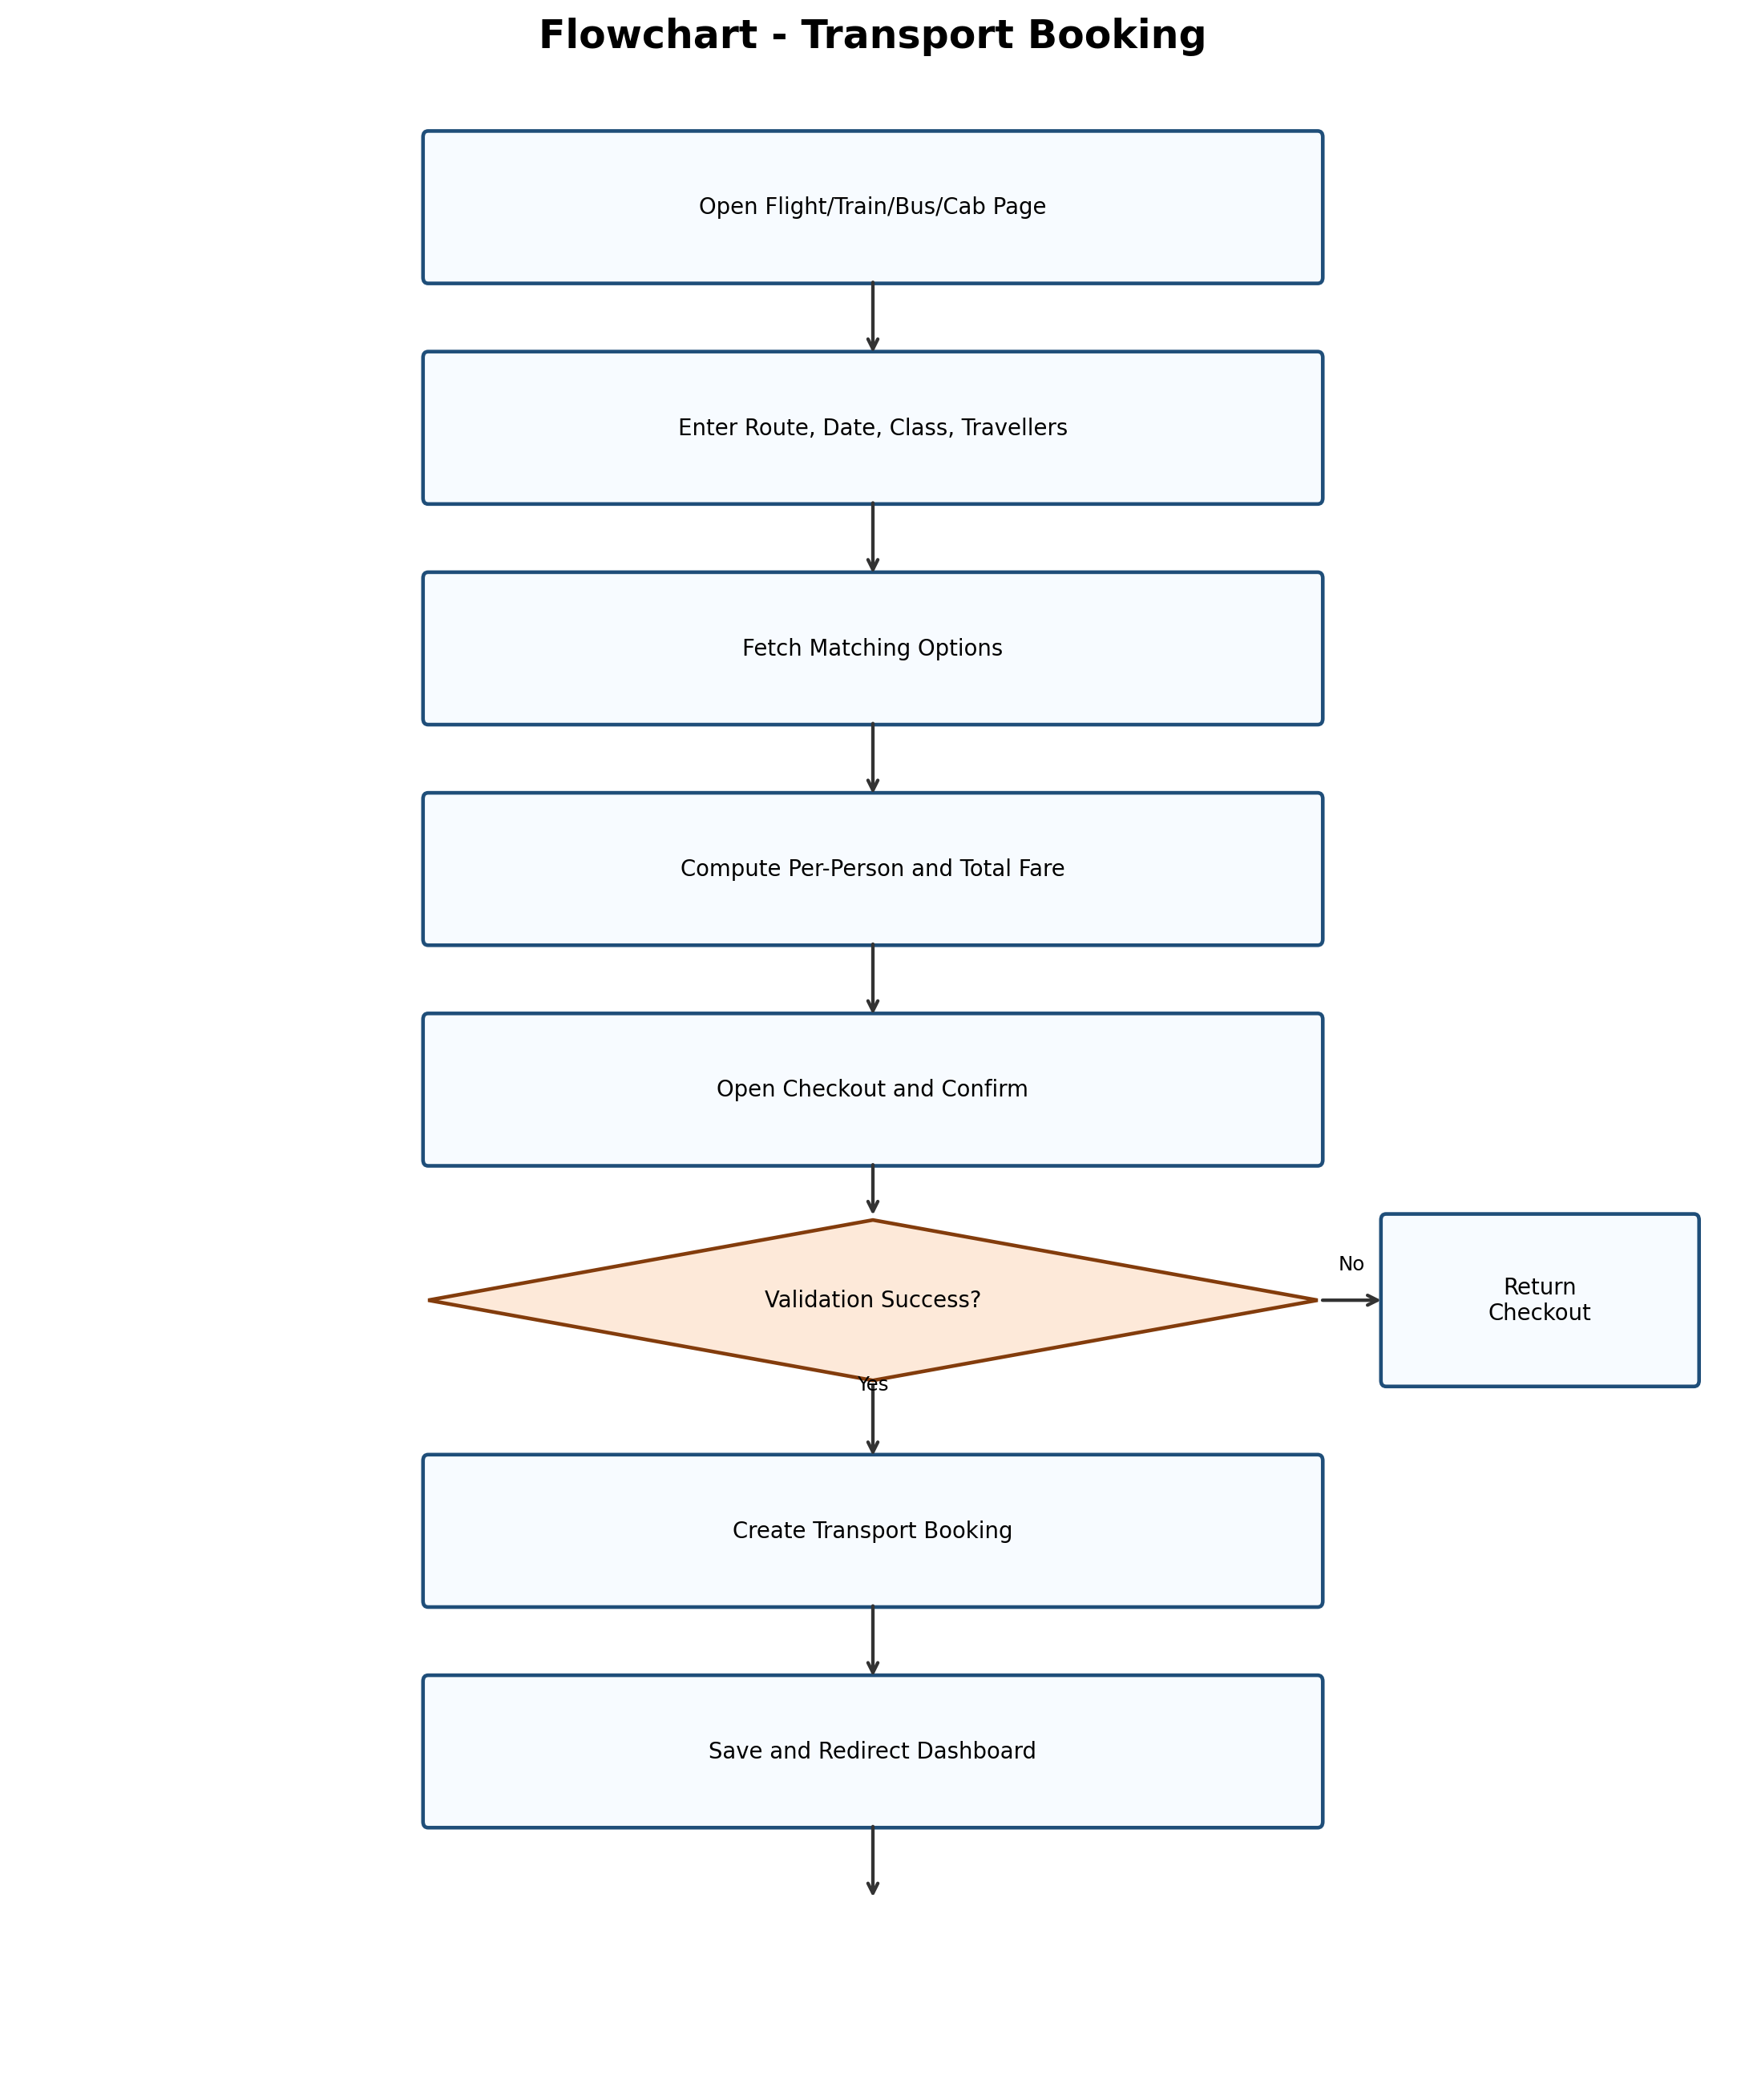 Flowchart - Transport Booking
Open Flight/Train/Bus/Cab Page
Enter Route, Date, Class, Travellers
Fetch Matching Options
Compute Per-Person and Total Fare
Open Checkout and Confirm
Validation Success?
No
Return
Checkout
Yes
Create Transport Booking
Save and Redirect Dashboard